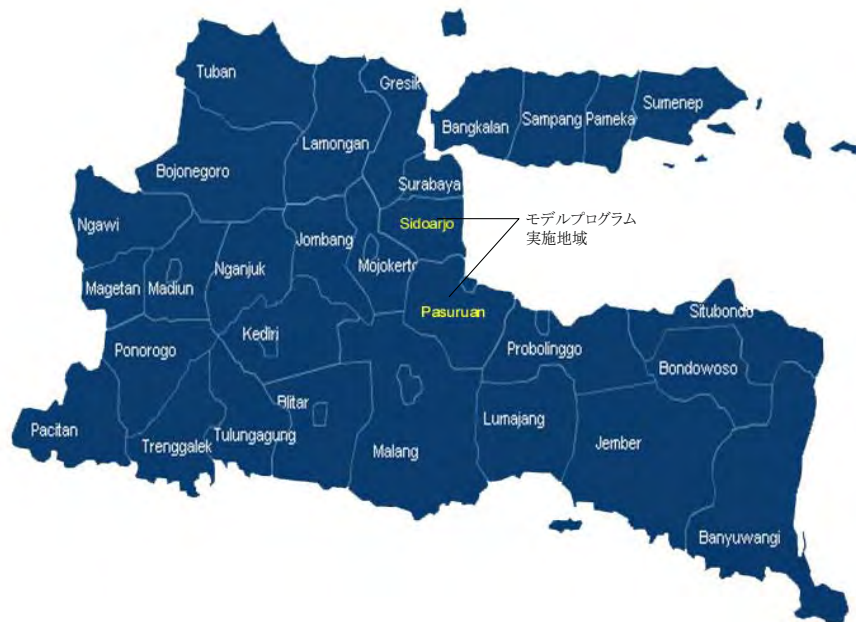 Tuban
Gresik
Bangkalan
Sampang
Pameka
Sumenep
Lamongan
Bojonegoro
Surabaya
Ngawi
Sidoarjo
モデルプログラム
実施地域
Jombang
Mojokerto
Nganjuk
Magetan
Madiun
Pasuruan
Situbondo
Kediri
Ponorogo
Probolinggo
Bondowoso
Blitar
Lumajang
Pacitan
Tulungagung
Trenggalek
Malang
Jember
Banyuwangi